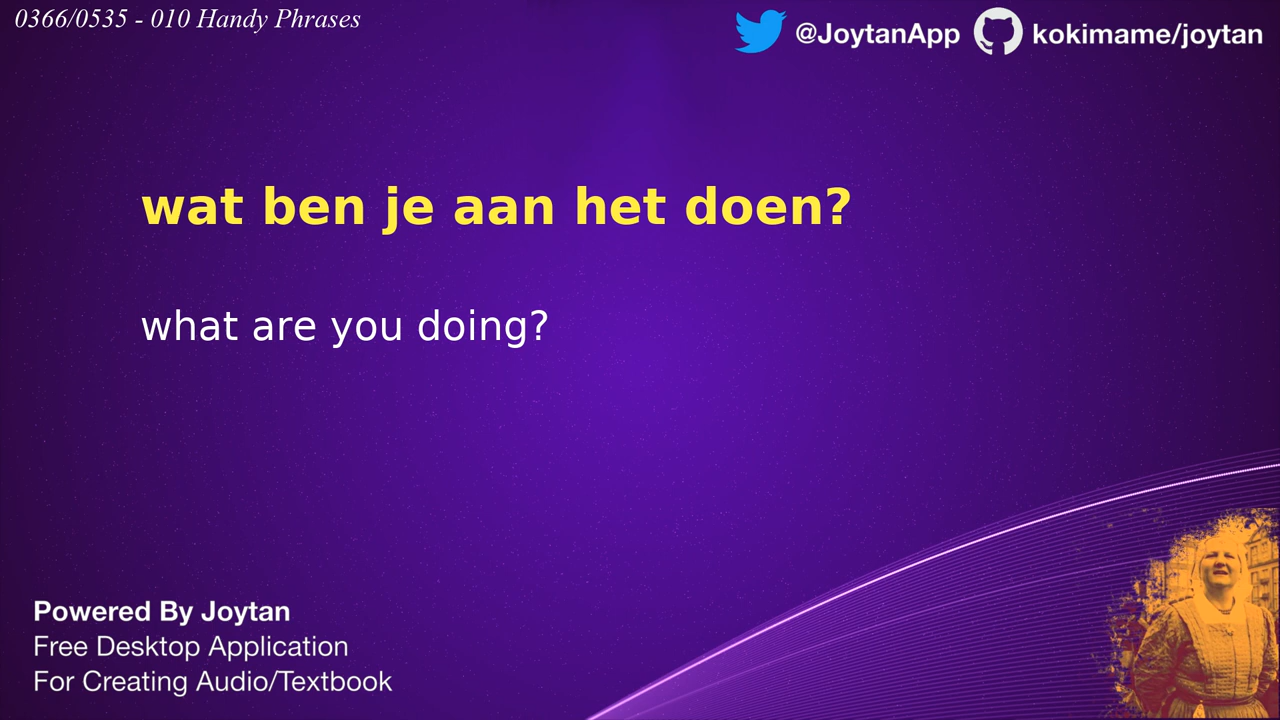 0366/0535 - 010 Handy Phrases
@JoytanApp kokimame/joytan
wat ben je aan het doen?
what are you doing?
Powered By Joytan
Free Desktop Application
For Creating Audio/Textbook